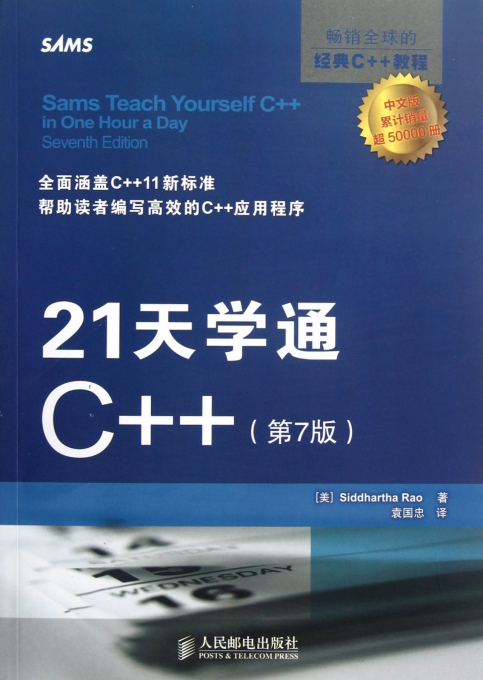 SAMS
畅销全球的
经典C++教程
Sams Teach Yourself C++
in One Hour a Day
Seventh Edition
中文版
累计销量
超50000册
全面涵盖C++11新标准
帮助读者编写高效的C++应用程序
21天学通
C++（第7版）
［美］Siddhartha Rao 著
袁国忠 译
14
15
WEDNESDAY
16
人民邮电出版社
POSTS & TELECOM PRESS